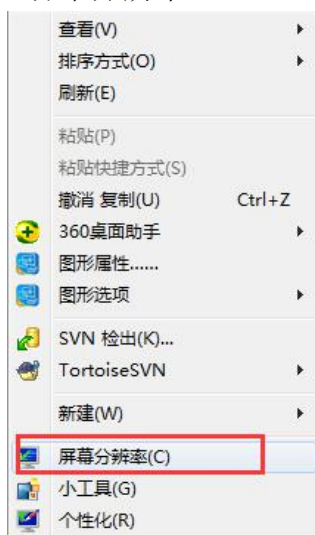 查看(V)
排序方式(O)
刷新(E)
粘贴(P)
粘贴快捷方式(S)
撤消 复制(U) Ctrl+Z
360桌面助手
图形属性……
图形选项
SVN 检出(K)...
TortoiseSVN
新建(W)
屏幕分辨率(C)
小工具(G)
个性化(R)